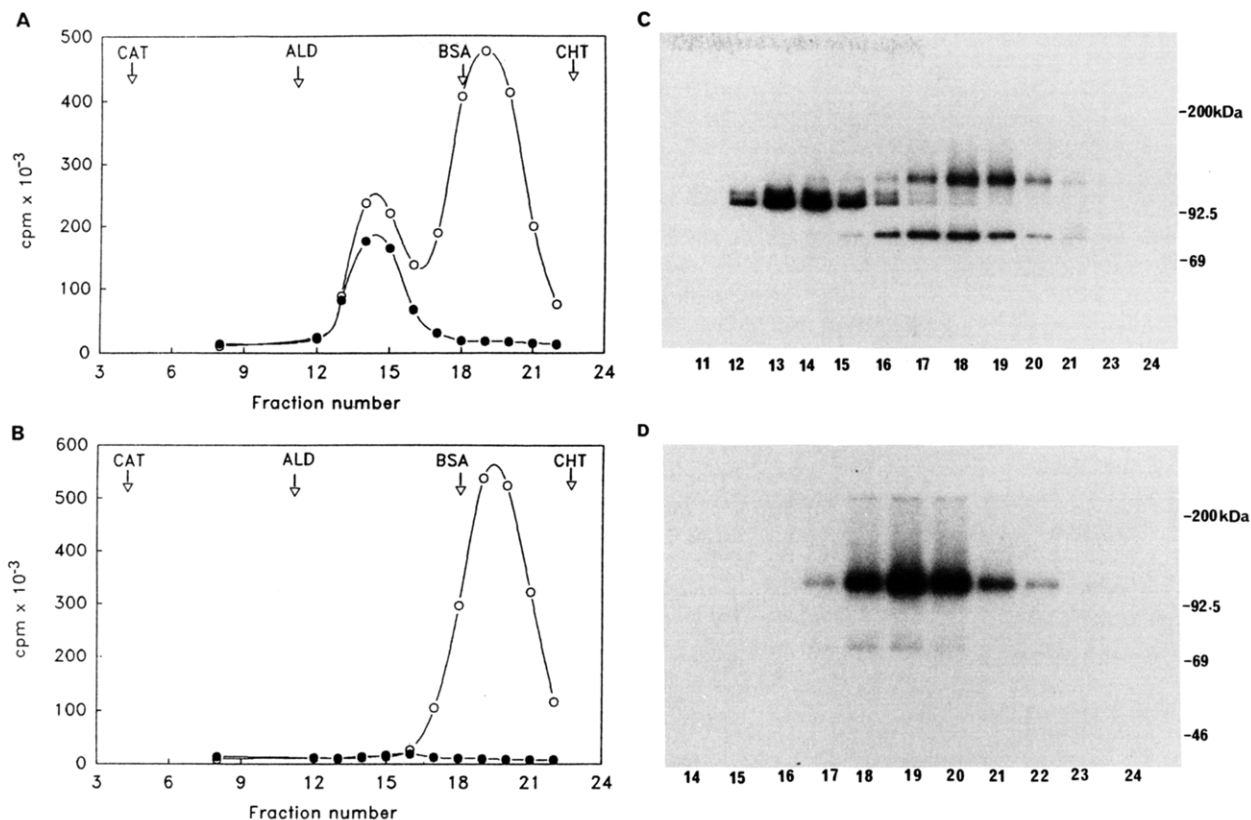 A
500
400
300
200
100
0
cpm x 10⁻³
CAT
ALD
BSA
CHT
3 6 9 12 15 18 21 24
Fraction number
B
600
500
400
300
200
100
0
cpm x 10⁻³
CAT
ALD
BSA
CHT
3 6 9 12 15 18 21 24
Fraction number
C
-200kDa
-92.5
-69
11 12 13 14 15 16 17 18 19 20 21 23 24
D
-200kDa
-92·5
-69
-46
14 15 16 17 18 19 20 21 22 23 24